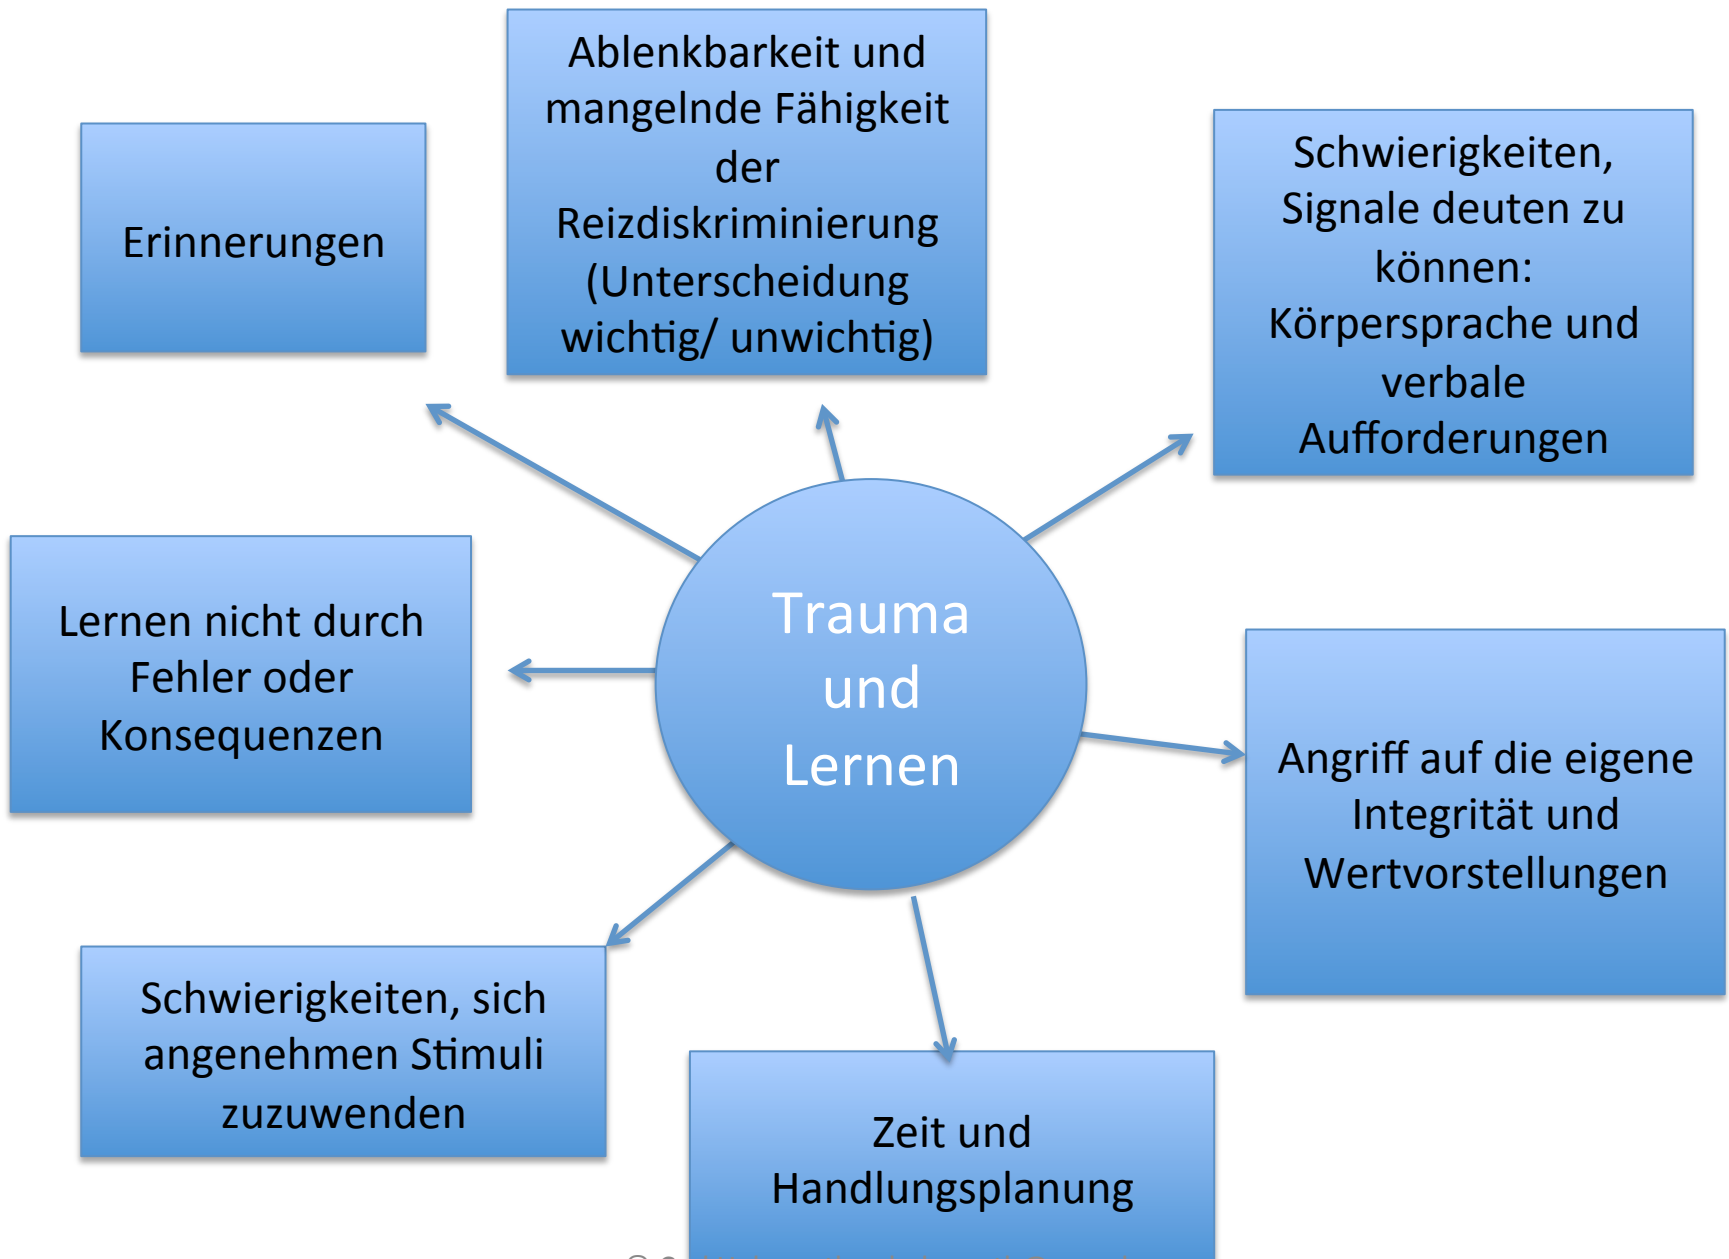 Ablenkbarkeit und
mangelnde Fähigkeit
der
Reizdiskriminierung
(Unterscheidung
wichtig/ unwichtig)
Erinnerungen
Schwierigkeiten,
Signale deuten zu
können:
Körpersprache und
verbale
Aufforderungen
Trauma
und
Lernen
Lernen nicht durch
Fehler oder
Konsequenzen
Angriff auf die eigene
Integrität und
Wertvorstellungen
Schwierigkeiten, sich
angenehmen Stimuli
zuzuwenden
Zeit und
Handlungsplanung